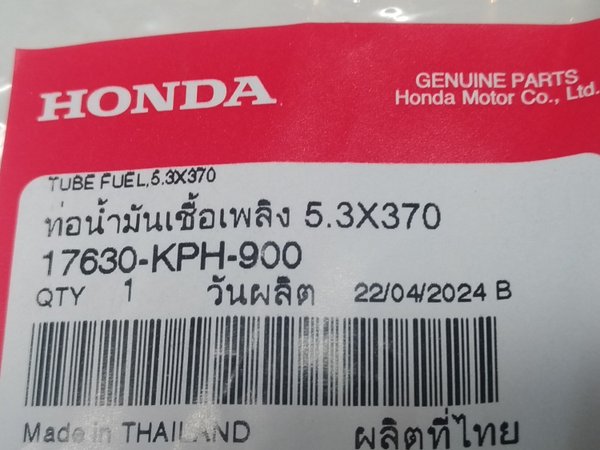 HONDA
GENUINE PARTS
Honda Motor Co., Ltd.
TUBE FUEL,5.3X370
ท่อน้ำมันเชื้อเพลิง 5.3X370
17630-KPH-900
QTY 1 วันผลิต 22/04/2024 B
Made in THAILAND ผลิตที่ไทย